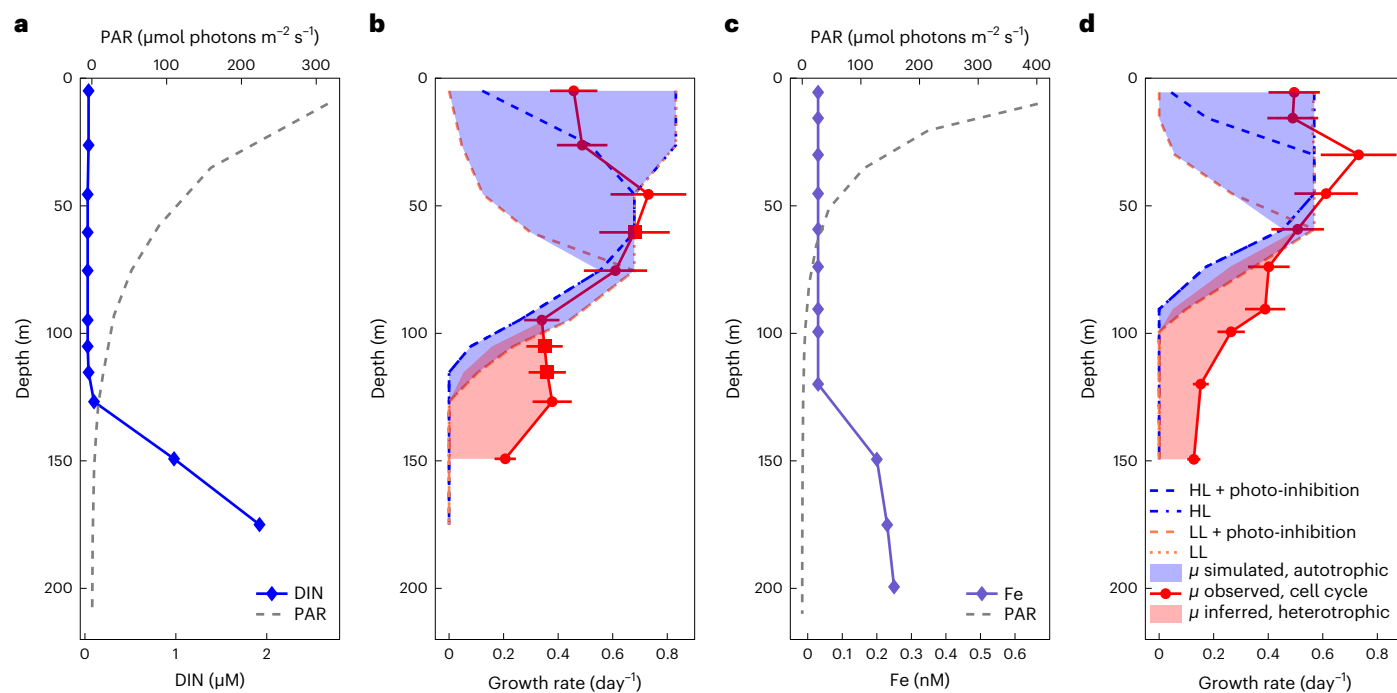 a
PAR (µmol photons m⁻² s⁻¹)
0 100 200 300
0
50
100
150
200
Depth (m)
DIN
PAR
0 1 2
DIN (µM)
b
0
50
100
150
200
Depth (m)
0 0.2 0.4 0.6 0.8
Growth rate (day⁻¹)
c
PAR (µmol photons m⁻² s⁻¹)
0 100 200 300 400
0
50
100
150
200
Depth (m)
Fe
PAR
0 0.1 0.2 0.3 0.4 0.5 0.6
Fe (nM)
d
0
50
100
150
200
Depth (m)
HL + photo-inhibition
HL
LL + photo-inhibition
LL
µ simulated, autotrophic
µ observed, cell cycle
µ inferred, heterotrophic
0 0.2 0.4 0.6 0.8
Growth rate (day⁻¹)